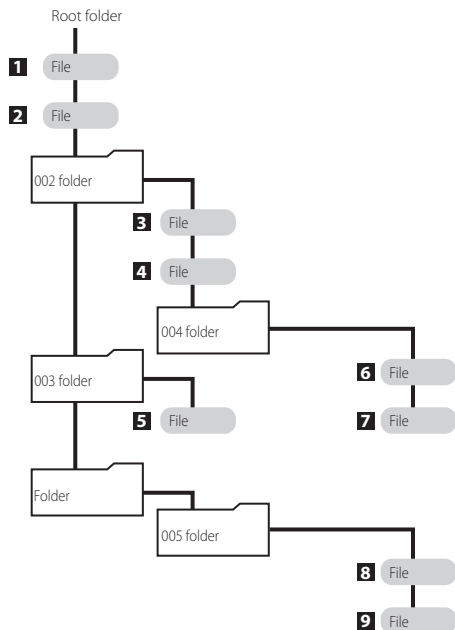 Root folder
1 File
2 File
002 folder
3 File
4 File
004 folder
003 folder
6 File
5 File
7 File
Folder
005 folder
8 File
9 File